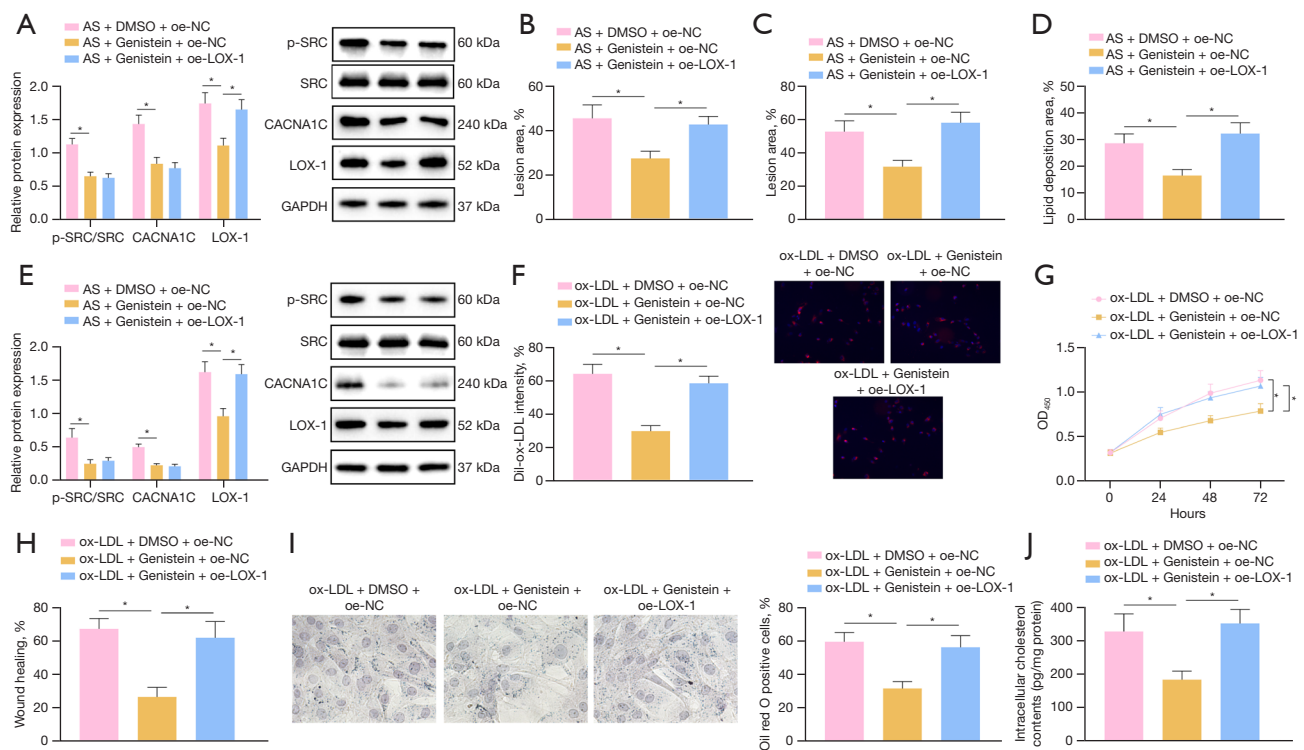 A
AS + DMSO + oe-NC
AS + Genistein + oe-NC
AS + Genistein + oe-LOX-1
Relative protein expression
2.0
1.5
1.0
0.5
0.0
*
*
*
*
p-SRC/SRC
CACNA1C
LOX-1
p-SRC
60 kDa
SRC
60 kDa
CACNA1C
240 kDa
LOX-1
52 kDa
GAPDH
37 kDa
B
AS + DMSO + oe-NC
AS + Genistein + oe-NC
AS + Genistein + oe-LOX-1
Lesion area, %
60
40
20
0
*
*
C
AS + DMSO + oe-NC
AS + Genistein + oe-NC
AS + Genistein + oe-LOX-1
Lesion area, %
80
60
40
20
0
*
*
D
AS + DMSO + oe-NC
AS + Genistein + oe-NC
AS + Genistein + oe-LOX-1
Lipid deposition area, %
50
40
30
20
10
0
*
*
E
AS + DMSO + oe-NC
AS + Genistein + oe-NC
AS + Genistein + oe-LOX-1
Relative protein expression
2.0
1.5
1.0
0.5
0.0
*
*
*
*
p-SRC/SRC
CACNA1C
LOX-1
p-SRC
60 kDa
SRC
60 kDa
CACNA1C
240 kDa
LOX-1
52 kDa
GAPDH
37 kDa
F
ox-LDL + DMSO + oe-NC
ox-LDL + Genistein + oe-NC
ox-LDL + Genistein + oe-LOX-1
Dil-ox-LDL intensity, %
80
60
40
20
0
*
*
ox-LDL + DMSO
+ oe-NC
ox-LDL + Genistein
+ oe-NC
ox-LDL + Genistein
+ oe-LOX-1
G
ox-LDL + DMSO + oe-NC
ox-LDL + Genistein + oe-NC
ox-LDL + Genistein + oe-LOX-1
OD450
1.5
1.0
0.5
0.0
0
24
48
72
Hours
*
*
H
ox-LDL + DMSO + oe-NC
ox-LDL + Genistein + oe-NC
ox-LDL + Genistein + oe-LOX-1
Wound healing, %
80
60
40
20
0
*
*
I
ox-LDL + DMSO +
oe-NC
ox-LDL + Genistein +
oe-NC
ox-LDL + Genistein +
oe-LOX-1
ox-LDL + DMSO + oe-NC
ox-LDL + Genistein + oe-NC
ox-LDL + Genistein + oe-LOX-1
Oil red O positive cells, %
80
60
40
20
0
*
*
J
ox-LDL + DMSO + oe-NC
ox-LDL + Genistein + oe-NC
ox-LDL + Genistein + oe-LOX-1
Intracellular cholesterol
contents (pg/mg protein)
400
300
200
100
0
*
*